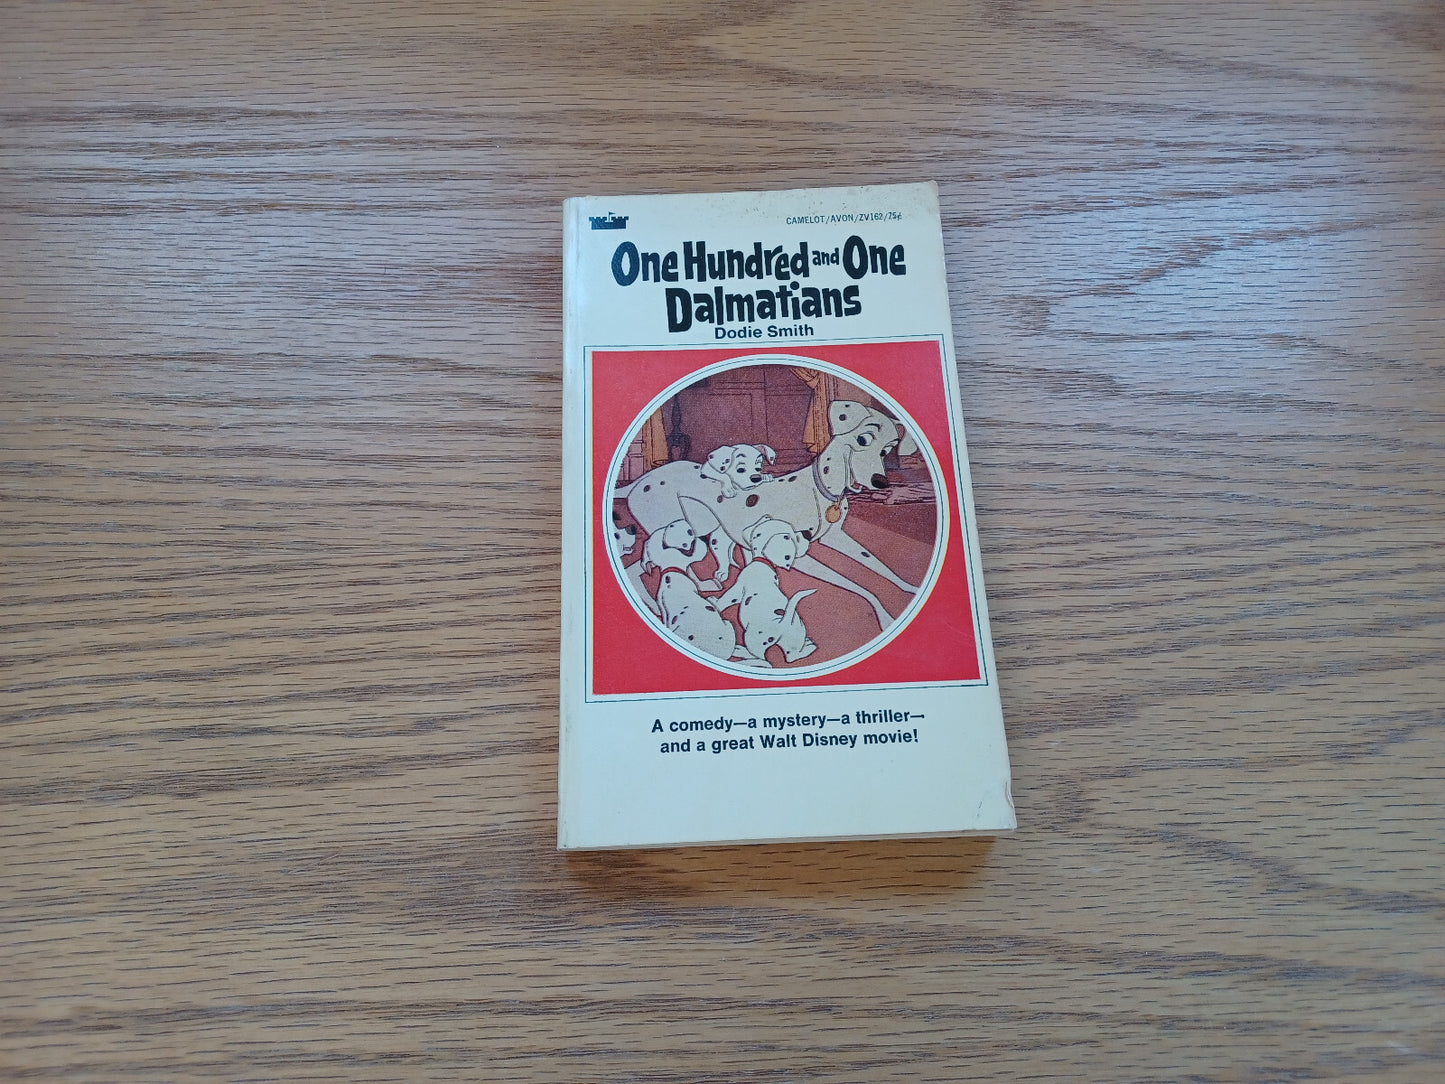 CAMELOT/AVON/ZV162/75¢
One Hundred and One
Dalmatians
Dodie Smith
A comedy—a mystery—a thriller—
and a great Walt Disney movie!